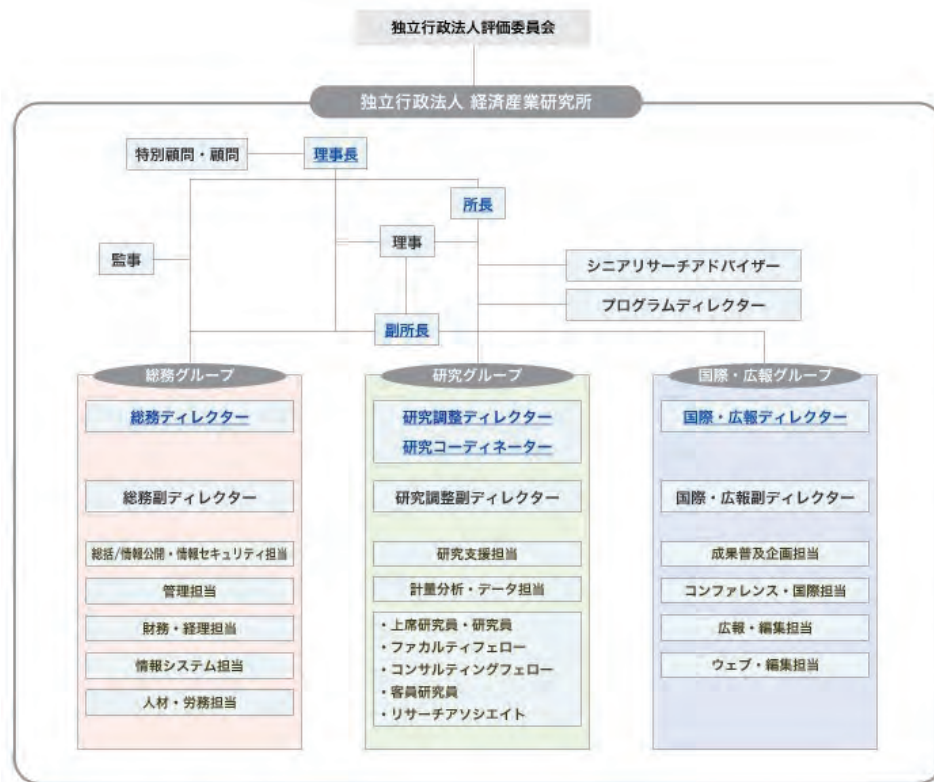 独立行政法人評価委員会
独立行政法人 経済産業研究所
特別顧問・顧問
理事長
所長
理事
監事
シニアリサーチアドバイザー
プログラムディレクター
副所長
総務グループ
総務ディレクター
総務副ディレクター
総括/情報公開・情報セキュリティ担当
管理担当
財務・経理担当
情報システム担当
人材・労務担当
研究グループ
研究調整ディレクター
研究コーディネーター
研究調整副ディレクター
研究支援担当
計量分析・データ担当
・上席研究員・研究員
・ファカルティフェロー
・コンサルティングフェロー
・客員研究員
・リサーチアソシエイト
国際・広報グループ
国際・広報ディレクター
国際・広報副ディレクター
成果普及企画担当
コンファレンス・国際担当
広報・編集担当
ウェブ・編集担当